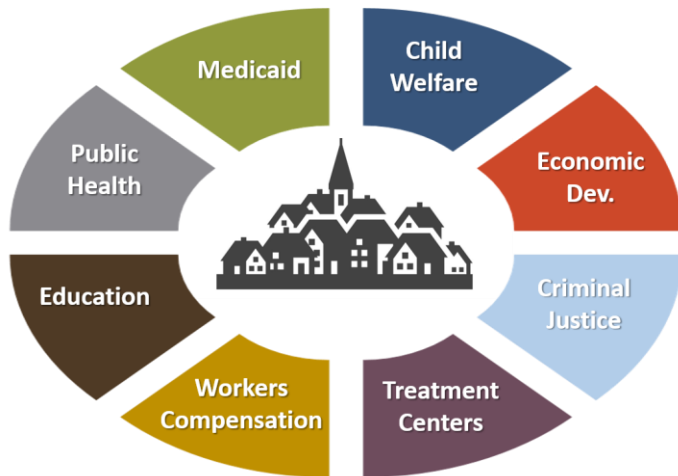 Medicaid
Child
Welfare
Public
Health
Economic
Dev.
Education
Criminal
Justice
Workers
Compensation
Treatment
Centers